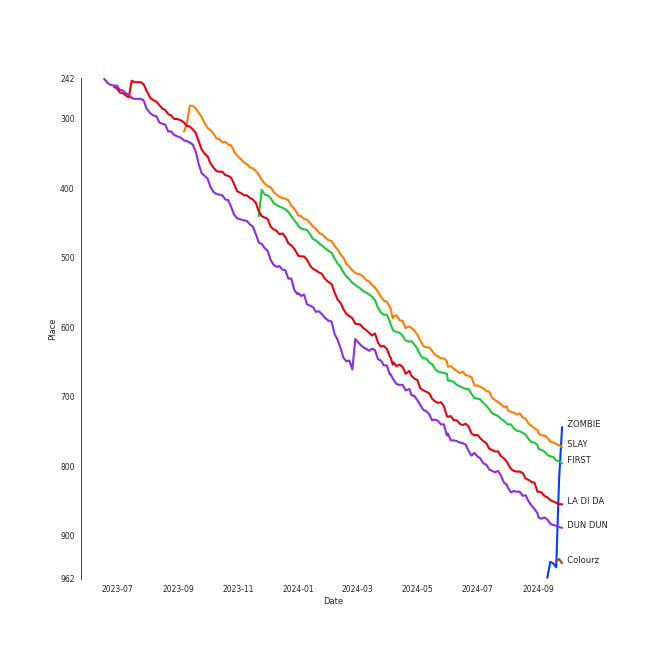 242
300
400
500
600
700
800
900
962
Place
2023-07
2023-09
2023-11
2024-01
2024-03
2024-05
2024-07
2024-09
Date
ZOMBIE
SLAY
FIRST
LA DI DA
DUN DUN
Colourz